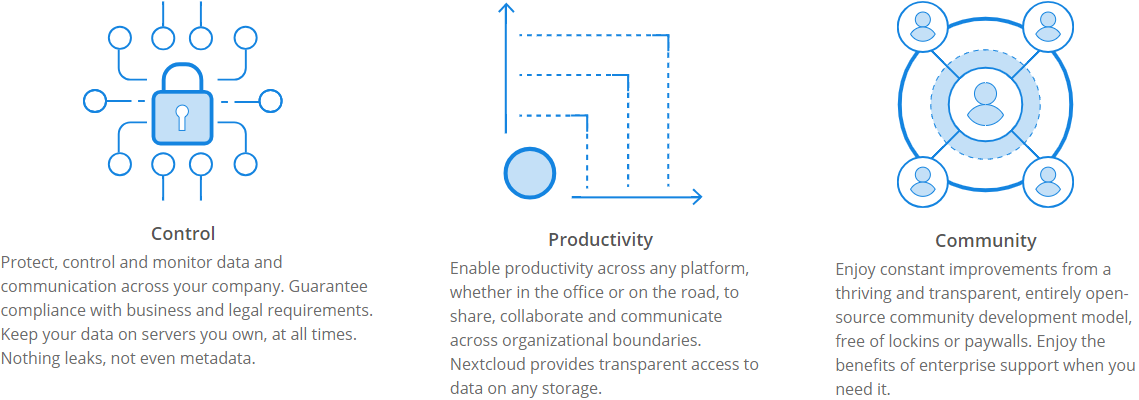 Control
Protect, control and monitor data and
communication across your company. Guarantee
compliance with business and legal requirements.
Keep your data on servers you own, at all times.
Nothing leaks, not even metadata.
Productivity
Enable productivity across any platform,
whether in the office or on the road, to
share, collaborate and communicate
across organizational boundaries.
Nextcloud provides transparent access to
data on any storage.
Community
Enjoy constant improvements from a
thriving and transparent, entirely open-
source community development model,
free of lockins or paywalls. Enjoy the
benefits of enterprise support when you
need it.